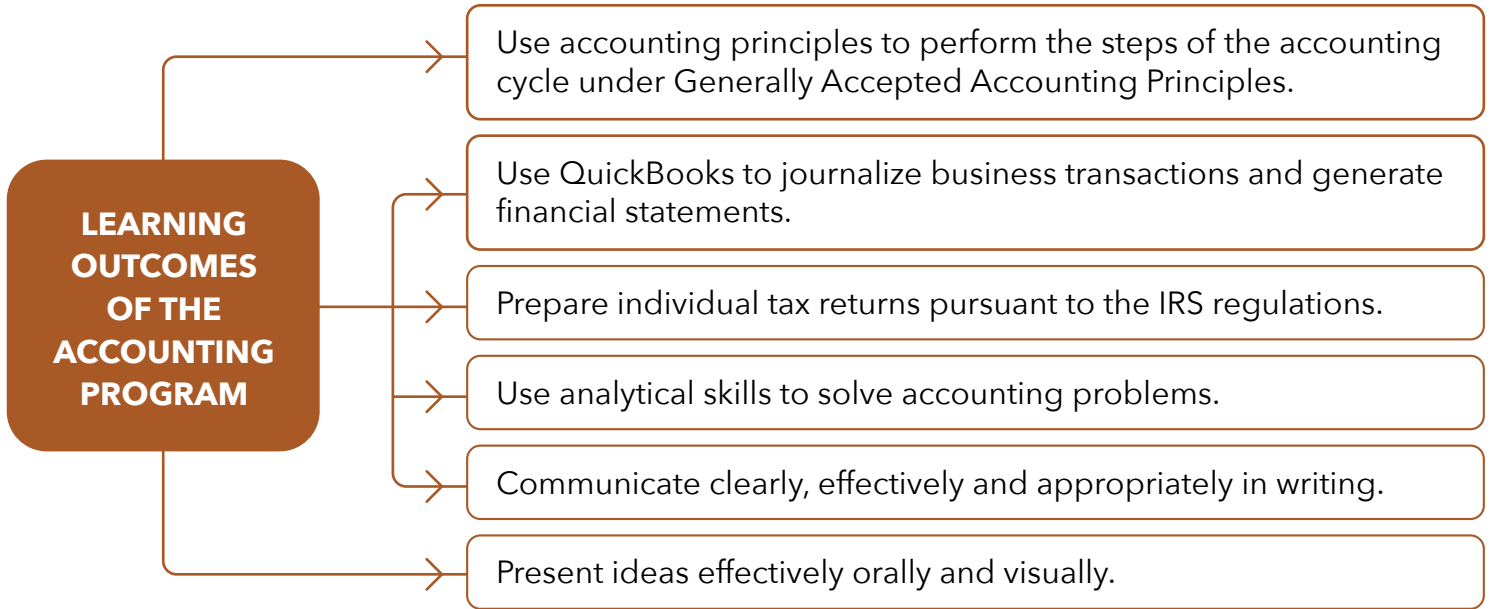 LEARNING
OUTCOMES
OF THE
ACCOUNTING
PROGRAM
Use accounting principles to perform the steps of the accounting
cycle under Generally Accepted Accounting Principles.
Use QuickBooks to journalize business transactions and generate
financial statements.
Prepare individual tax returns pursuant to the IRS regulations.
Use analytical skills to solve accounting problems.
Communicate clearly, effectively and appropriately in writing.
Present ideas effectively orally and visually.